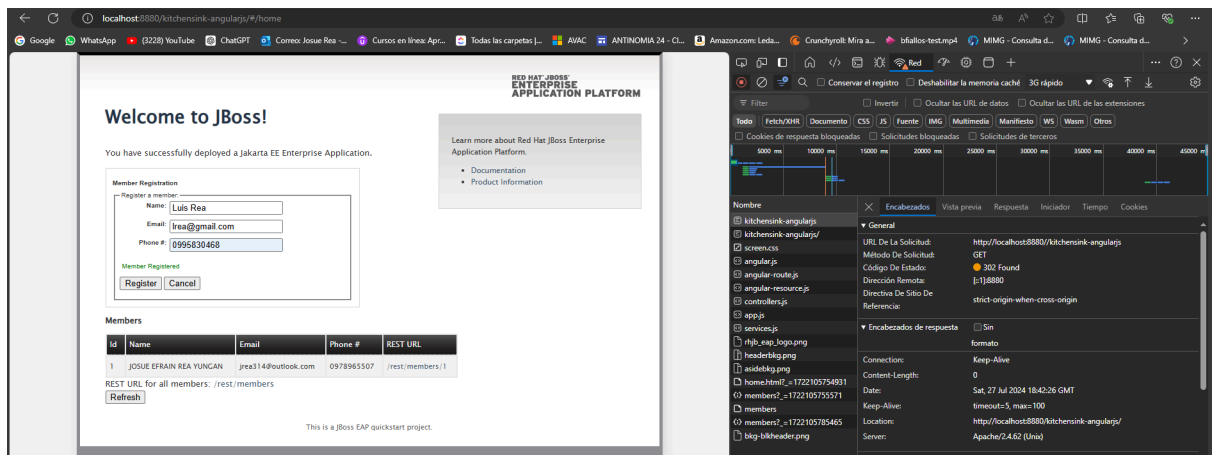 localhost:8880/kitchensink-angularjs/#/home
Google WhatsApp (3228) YouTube ChatGPT Correo: Josue Rea -... Cursos en línea: Apr... Todas las carpetas |... AVAC ANTINOMIA 24 - Cl... Amazon.com: Leda... Crunchyroll: Mira a... bfiallos-test.mp4 MIMG - Consulta d... MIMG - Consulta d...
RED HAT JBOSS
ENTERPRISE
APPLICATION PLATFORM
Welcome to JBoss!
You have successfully deployed a Jakarta EE Enterprise Application.
Member Registration
Register a member:
Name: Luis Rea
Email: lrea@gmail.com
Phone #: 0995830468
Member Registered
Register Cancel
Learn more about Red Hat JBoss Enterprise
Application Platform.
• Documentation
• Product Information
Members
Id Name Email Phone # REST URL
1 JOSUE EFRAIN REA YUNGAN jrea314@outlook.com 0978965507 /rest/members/1
REST URL for all members: /rest/members
Refresh
This is a JBoss EAP quickstart project.
Red
Conservar el registro Deshabilitar la memoria caché 3G rápido
Filter Invertir Ocultar las URL de datos Ocultar las URL de las extensiones
Todo Fetch/XHR Documento CSS JS Fuente IMG Multimedia Manifiesto WS Wasm Otros
Cookies de respuesta bloqueadas Solicitudes bloqueadas Solicitudes de terceros
5000 ms 10000 ms 15000 ms 20000 ms 25000 ms 30000 ms 35000 ms 40000 ms 45000 m
Nombre
kitchensink-angularjs
kitchensink-angularjs/
screen.css
angular.js
angular-route.js
angular-resource.js
controllers.js
app.js
services.js
rhjb_eap_logo.png
headerbkg.png
asidebkg.png
home.html?_=1722105754931
members?_=1722105755571
members
members?_=1722105785465
bkg-blkheader.png
Encabezados Vista previa Respuesta Iniciador Tiempo Cookies
General
URL De La Solicitud: http://localhost:8880//kitchensink-angularjs
Método De Solicitud: GET
Código De Estado: 302 Found
Dirección Remota: [::1]:8880
Directiva De Sitio De
Referencia: strict-origin-when-cross-origin
Encabezados de respuesta Sin
formato
Connection: Keep-Alive
Content-Length: 0
Date: Sat, 27 Jul 2024 18:42:26 GMT
Keep-Alive: timeout=5, max=100
Location: http://localhost:8880/kitchensink-angularjs/
Server: Apache/2.4.62 (Unix)